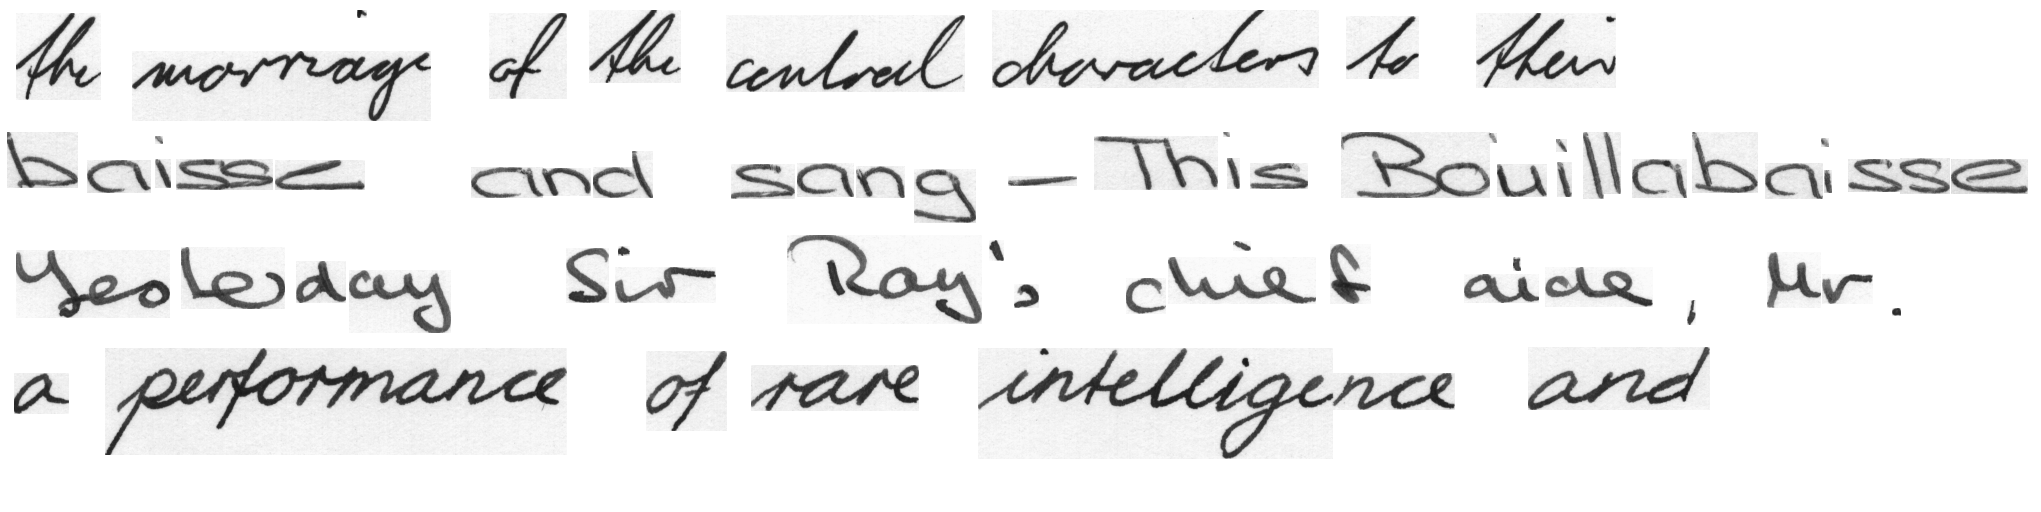 the marriage of the central characters to their
baisse and sang - This Bouillabaisse
Yesterday Sir Ray's chief aide, Mr.
a performance of rare intelligence and